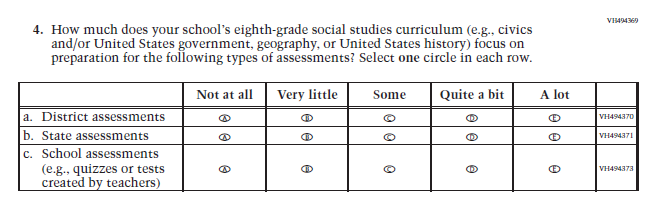 VH494369
4. How much does your school's eighth-grade social studies curriculum (e.g., civics
and/or United States government, geography, or United States history) focus on
preparation for the following types of assessments? Select one circle in each row.
Not at all Very little Some Quite a bit A lot
a. District assessments A B C D E VH494370
b. State assessments A B C D E VH494371
c. School assessments
(e.g., quizzes or tests A B C D E VH494373
created by teachers)